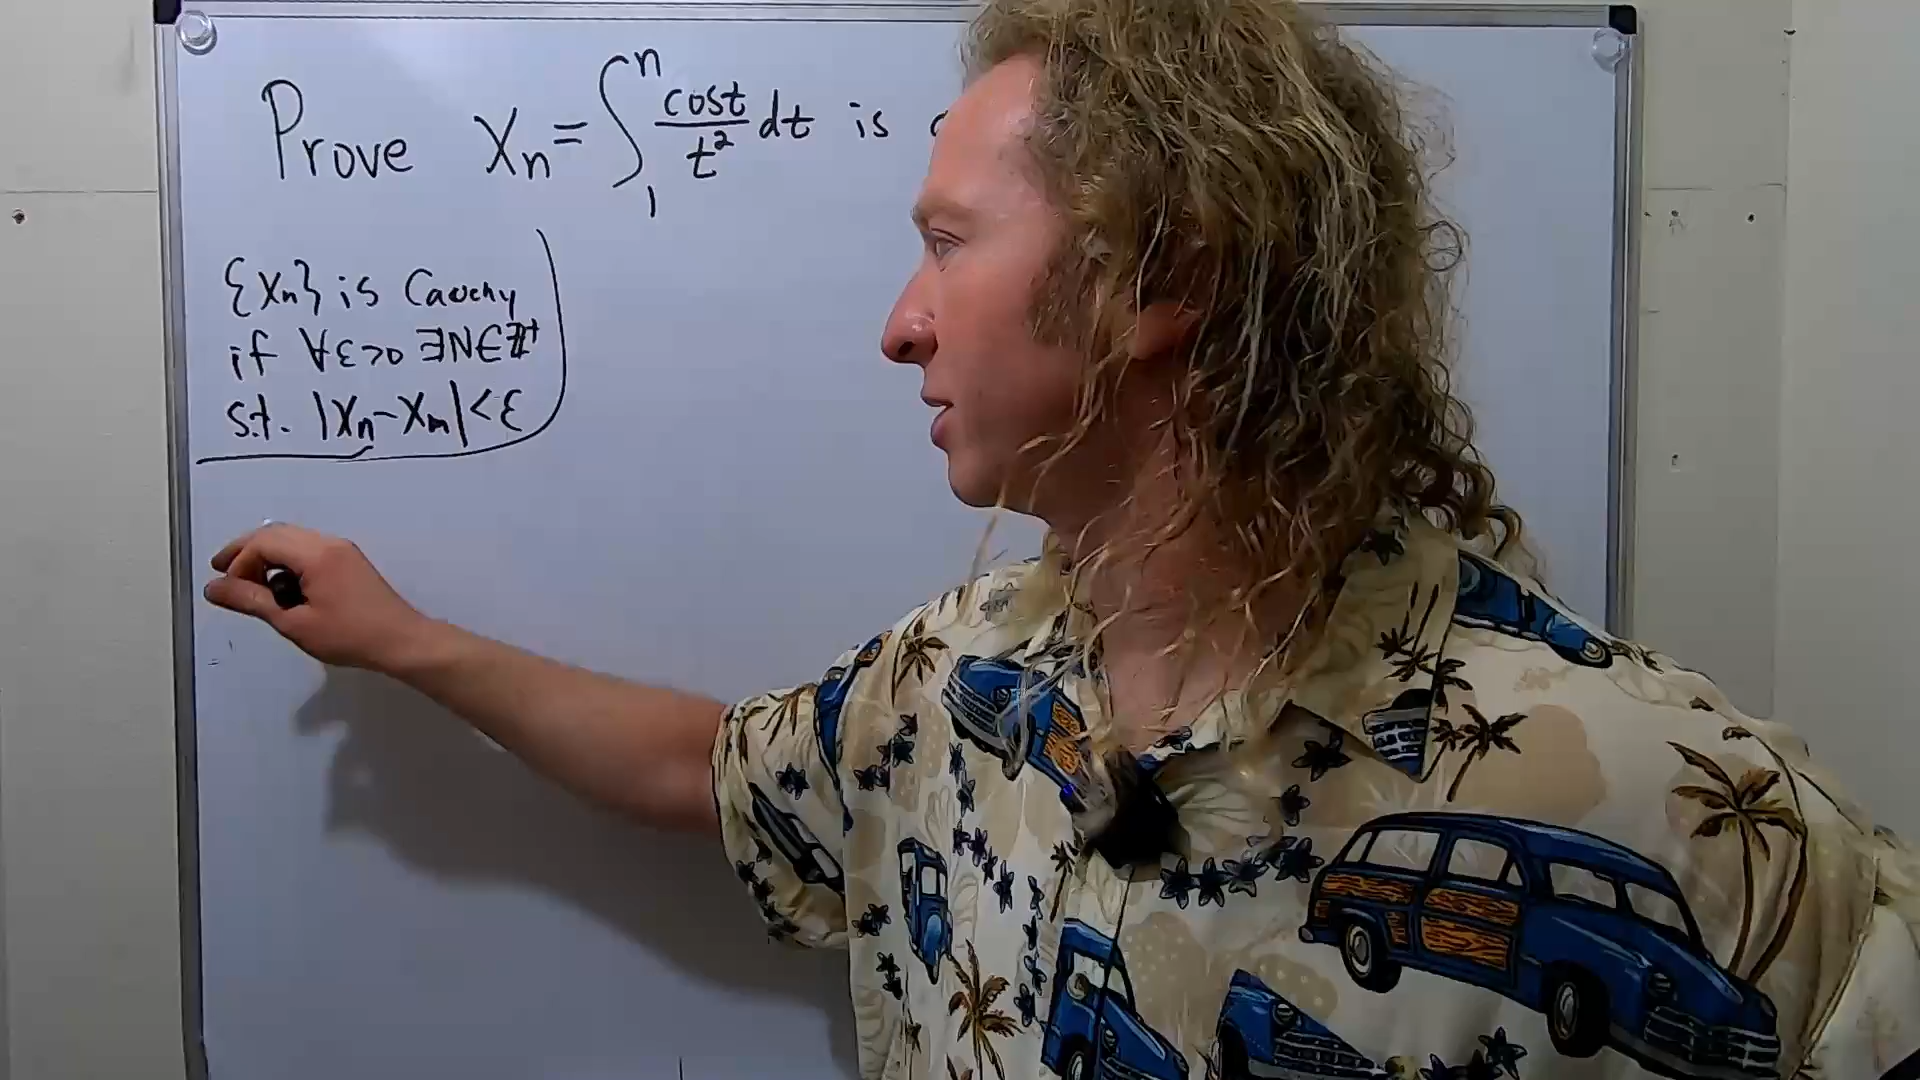 Prove Xn = ∫₁ⁿ cost/t² dt is
{Xn} is Cauchy
if ∀ε>0 ∃N∈ℤ⁺
s.t. |Xn-Xm|<ε